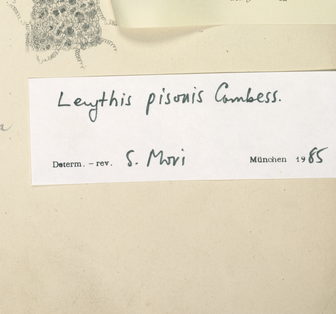 Lecythis pisonis Cambess.
Determ. – rev. S. Mori München 1985